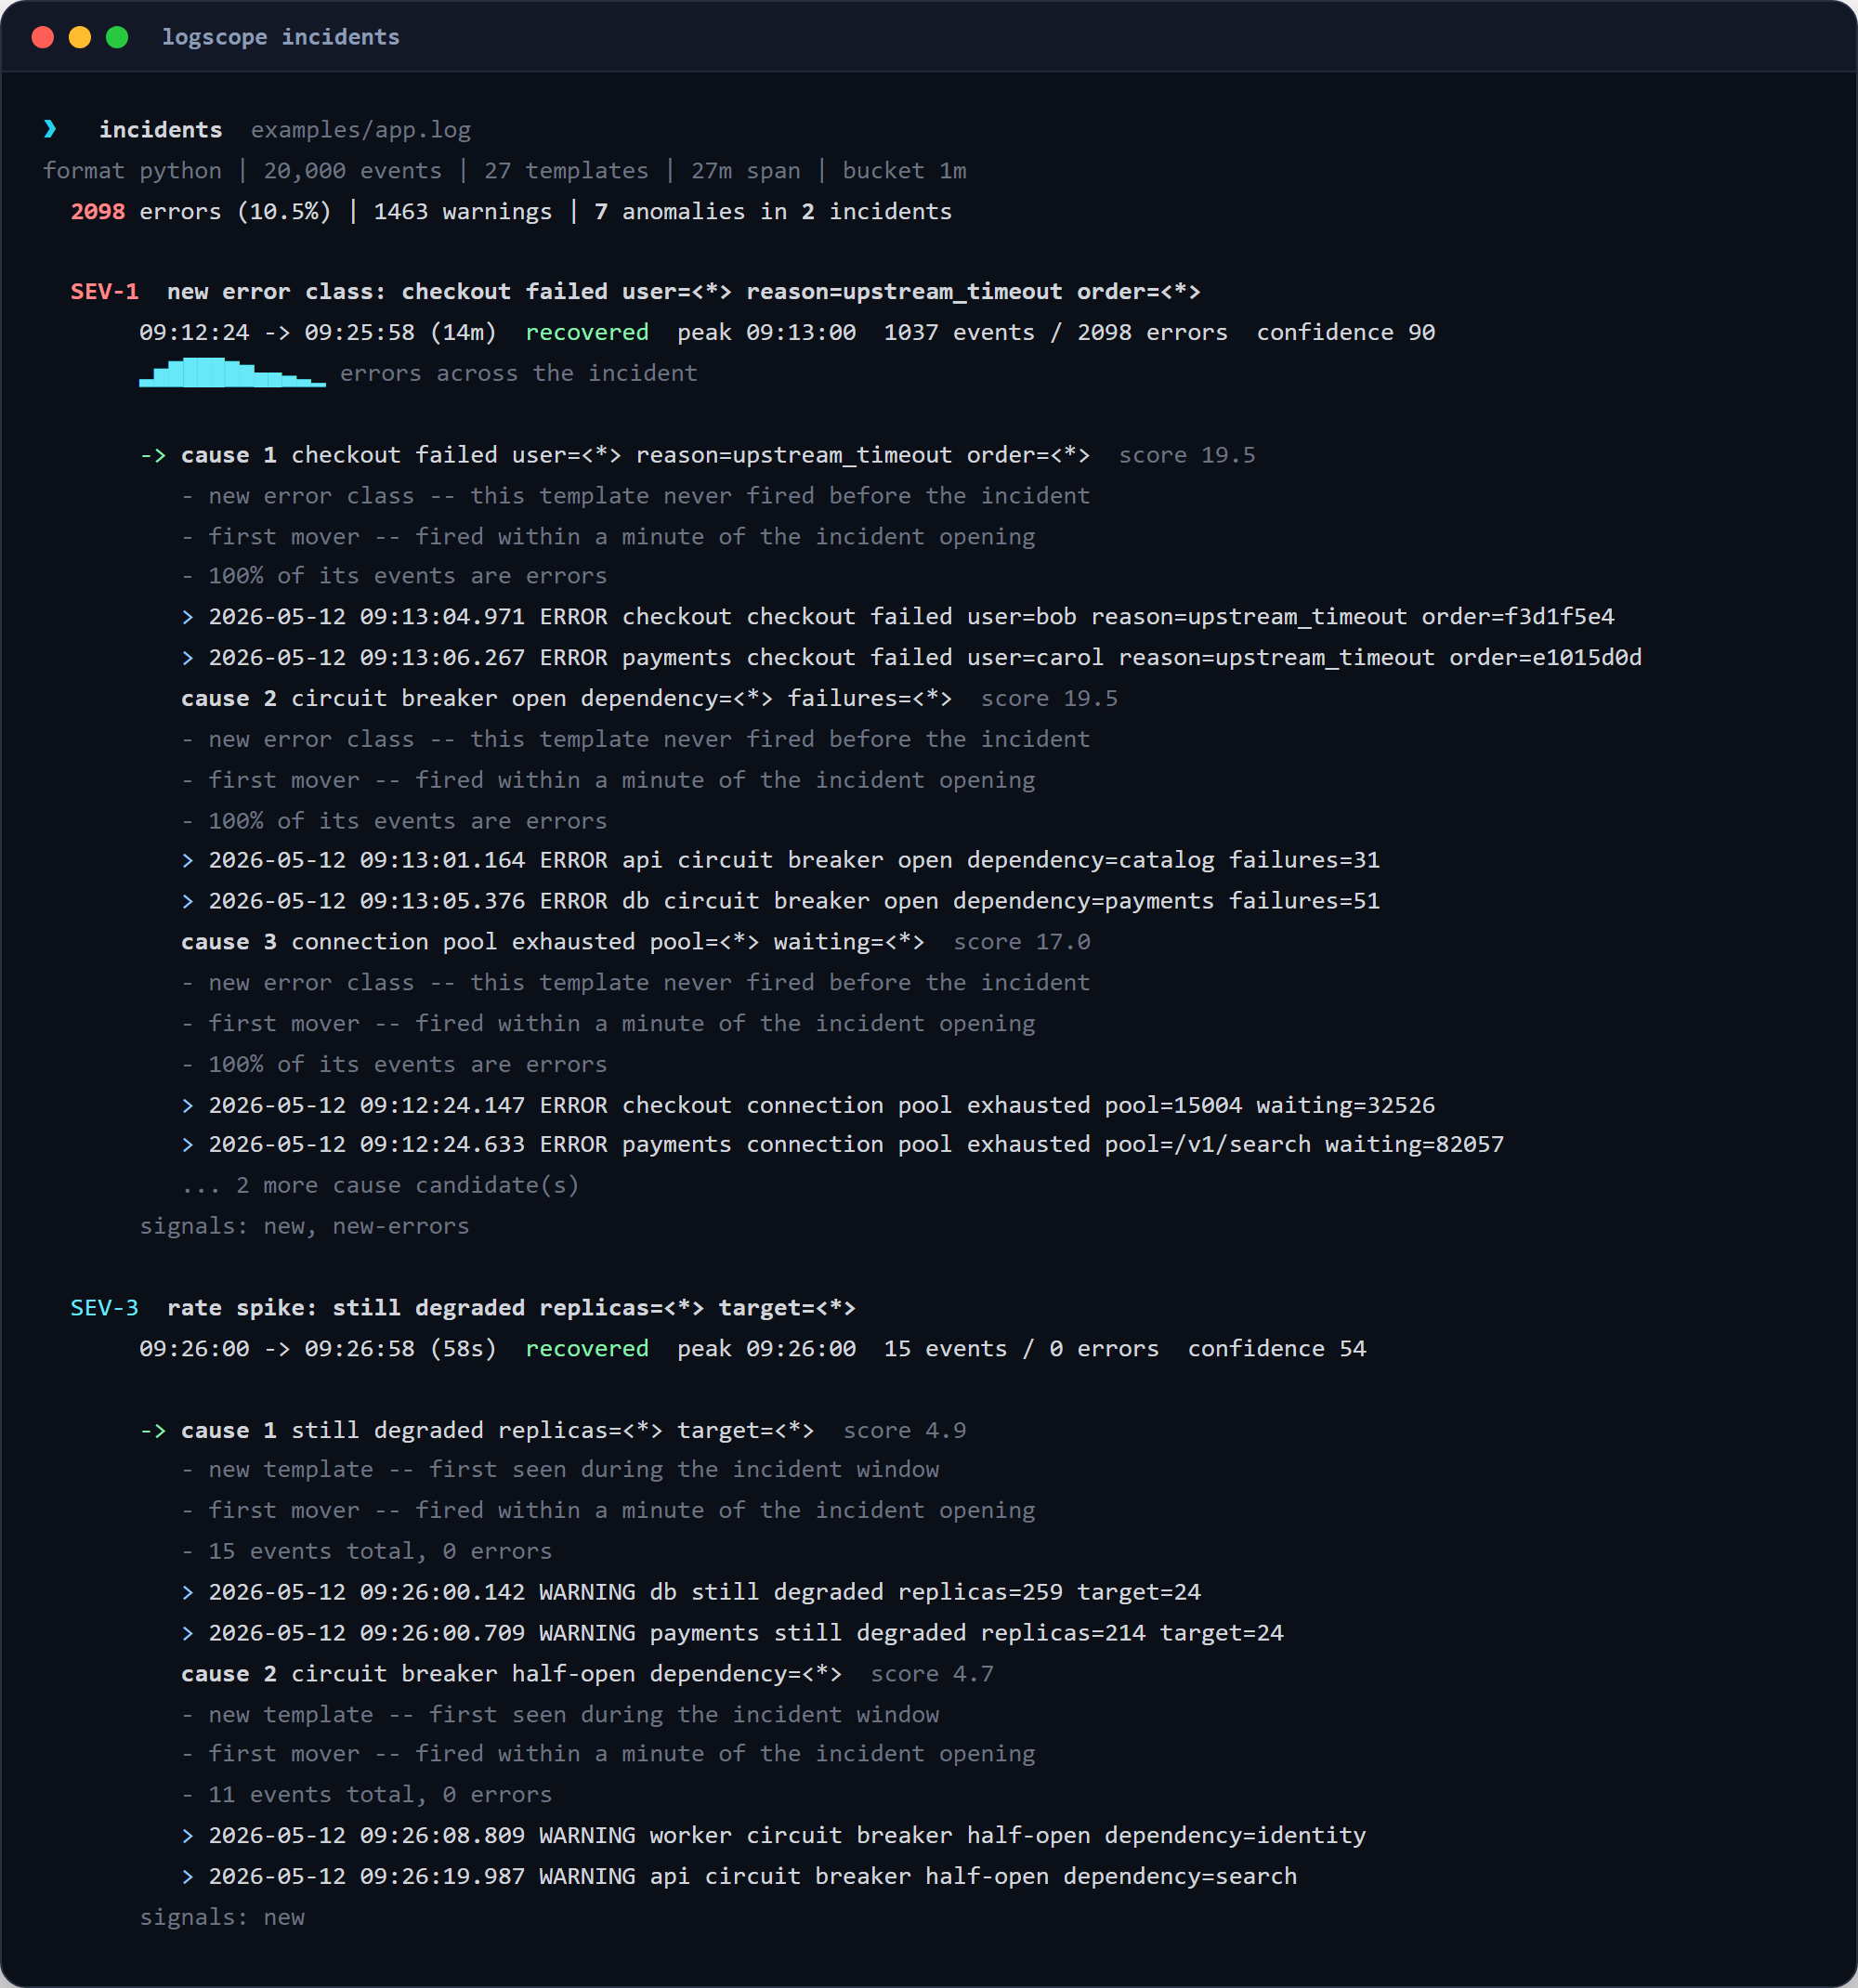 logscope incidents
❯ incidents examples/app.log
format python | 20,000 events | 27 templates | 27m span | bucket 1m
2098 errors (10.5%) | 1463 warnings | 7 anomalies in 2 incidents
SEV-1 new error class: checkout failed user=<*> reason=upstream_timeout order=<*>
09:12:24 -> 09:25:58 (14m) recovered peak 09:13:00 1037 events / 2098 errors confidence 90
errors across the incident
-> cause 1 checkout failed user=<*> reason=upstream_timeout order=<*> score 19.5
- new error class -- this template never fired before the incident
- first mover -- fired within a minute of the incident opening
- 100% of its events are errors
> 2026-05-12 09:13:04.971 ERROR checkout checkout failed user=bob reason=upstream_timeout order=f3d1f5e4
> 2026-05-12 09:13:06.267 ERROR payments checkout failed user=carol reason=upstream_timeout order=e1015d0d
cause 2 circuit breaker open dependency=<*> failures=<*> score 19.5
- new error class -- this template never fired before the incident
- first mover -- fired within a minute of the incident opening
- 100% of its events are errors
> 2026-05-12 09:13:01.164 ERROR api circuit breaker open dependency=catalog failures=31
> 2026-05-12 09:13:05.376 ERROR db circuit breaker open dependency=payments failures=51
cause 3 connection pool exhausted pool=<*> waiting=<*> score 17.0
- new error class -- this template never fired before the incident
- first mover -- fired within a minute of the incident opening
- 100% of its events are errors
> 2026-05-12 09:12:24.147 ERROR checkout connection pool exhausted pool=15004 waiting=32526
> 2026-05-12 09:12:24.633 ERROR payments connection pool exhausted pool=/v1/search waiting=82057
... 2 more cause candidate(s)
signals: new, new-errors
SEV-3 rate spike: still degraded replicas=<*> target=<*>
09:26:00 -> 09:26:58 (58s) recovered peak 09:26:00 15 events / 0 errors confidence 54
-> cause 1 still degraded replicas=<*> target=<*> score 4.9
- new template -- first seen during the incident window
- first mover -- fired within a minute of the incident opening
- 15 events total, 0 errors
> 2026-05-12 09:26:00.142 WARNING db still degraded replicas=259 target=24
> 2026-05-12 09:26:00.709 WARNING payments still degraded replicas=214 target=24
cause 2 circuit breaker half-open dependency=<*> score 4.7
- new template -- first seen during the incident window
- first mover -- fired within a minute of the incident opening
- 11 events total, 0 errors
> 2026-05-12 09:26:08.809 WARNING worker circuit breaker half-open dependency=identity
> 2026-05-12 09:26:19.987 WARNING api circuit breaker half-open dependency=search
signals: new